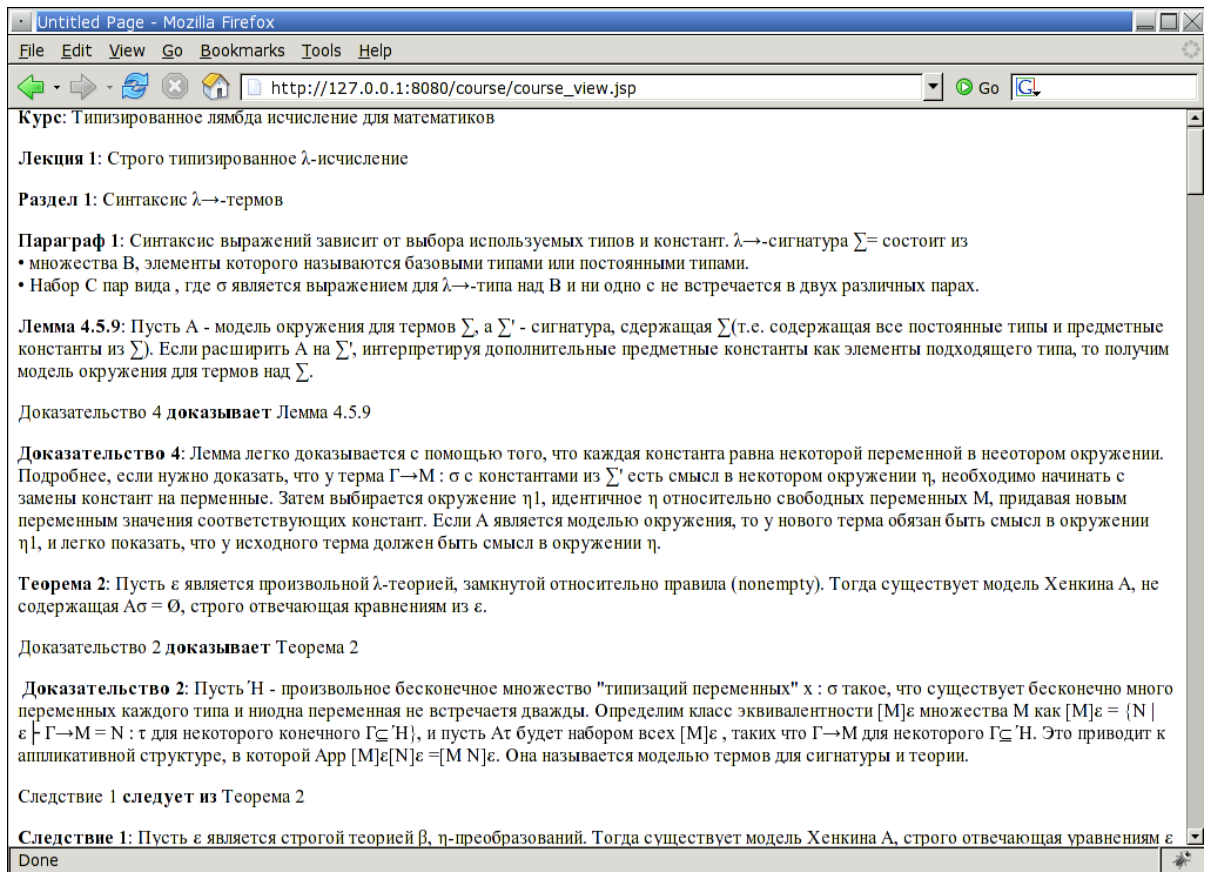 Untitled Page - Mozilla Firefox
File Edit View Go Bookmarks Tools Help
http://127.0.0.1:8080/course/course_view.jsp Go G
Курс: Типизированное лямбда исчисление для математиков
Лекция 1: Строго типизированное λ-исчисление
Раздел 1: Синтаксис λ→-термов
Параграф 1: Синтаксис выражений зависит от выбора используемых типов и констант. λ→-сигнатура ∑= состоит из
• множества B, элементы которого называются базовыми типами или постоянными типами.
• Набор C пар вида , где σ является выражением для λ→-типа над B и ни одно с не встречается в двух различных парах.
Лемма 4.5.9: Пусть A - модель окружения для термов ∑, а ∑' - сигнатура, сдержащая ∑(т.е. содержащая все постоянные типы и предметные
константы из ∑). Если расширить A на ∑', интерпретируя дополнительные предметные константы как элементы подходящего типа, то получим
модель окружения для термов над ∑.
Доказательство 4 доказывает Лемма 4.5.9
Доказательство 4: Лемма легко доказывается с помощью того, что каждая константа равна некоторой переменной в нееотором окружении.
Подробнее, если нужно доказать, что у терма Γ→M : σ с константами из ∑' есть смысл в некотором окружении η, необходимо начинать с
замены констант на перменные. Затем выбирается окружение η1, идентичное η относительно свободных переменных M, придавая новым
переменным значения соответствующих констант. Если A является моделью окружения, то у нового терма обязан быть смысл в окружении
η1, и легко показать, что у исходного терма должен быть смысл в окружении η.
Теорема 2: Пусть ε является произвольной λ-теорией, замкнутой относительно правила (nonempty). Тогда существует модель Хенкина A, не
содержащая Aσ = Ø, строго отвечающая кравнениям из ε.
Доказательство 2 доказывает Теорема 2
Доказательство 2: Пусть Ή - произвольное бесконечное множество "типизаций переменных" x : σ такое, что существует бесконечно много
переменных каждого типа и ниодна переменная не встречаетя дважды. Определим класс эквивалентности [M]ε множества M как [M]ε = {N |
ε├ Γ→M = N : τ для некоторого конечного Γ⊆Ή}, и пусть Aτ будет набором всех [M]ε , таких что Γ→M для некоторого Γ⊆Ή. Это приводит к
аппликативной структуре, в которой App [M]ε[N]ε =[M N]ε. Она называется моделью термов для сигнатуры и теории.
Следствие 1 следует из Теорема 2
Следствие 1: Пусть ε является строгой теорией β, η-преобразований. Тогда существует модель Хенкина A, строго отвечающая уравнениям ε
Done